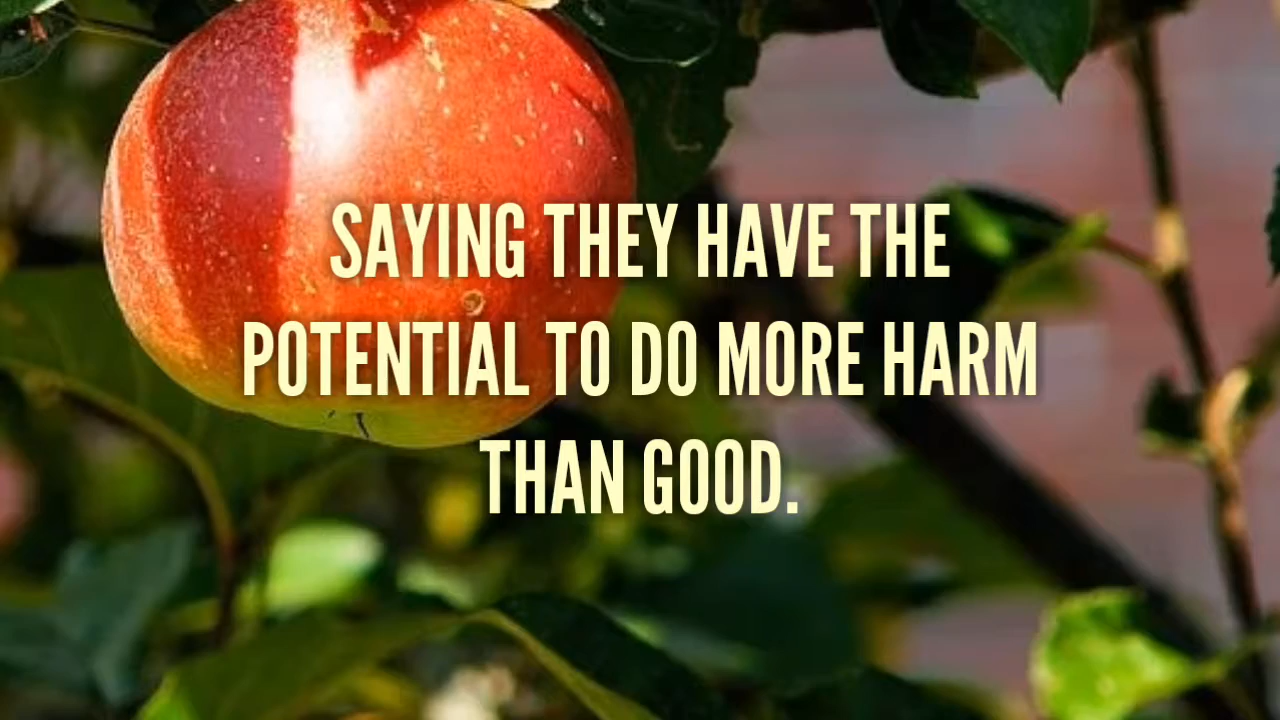 SAYING THEY HAVE THE
POTENTIAL TO DO MORE HARM
THAN GOOD.